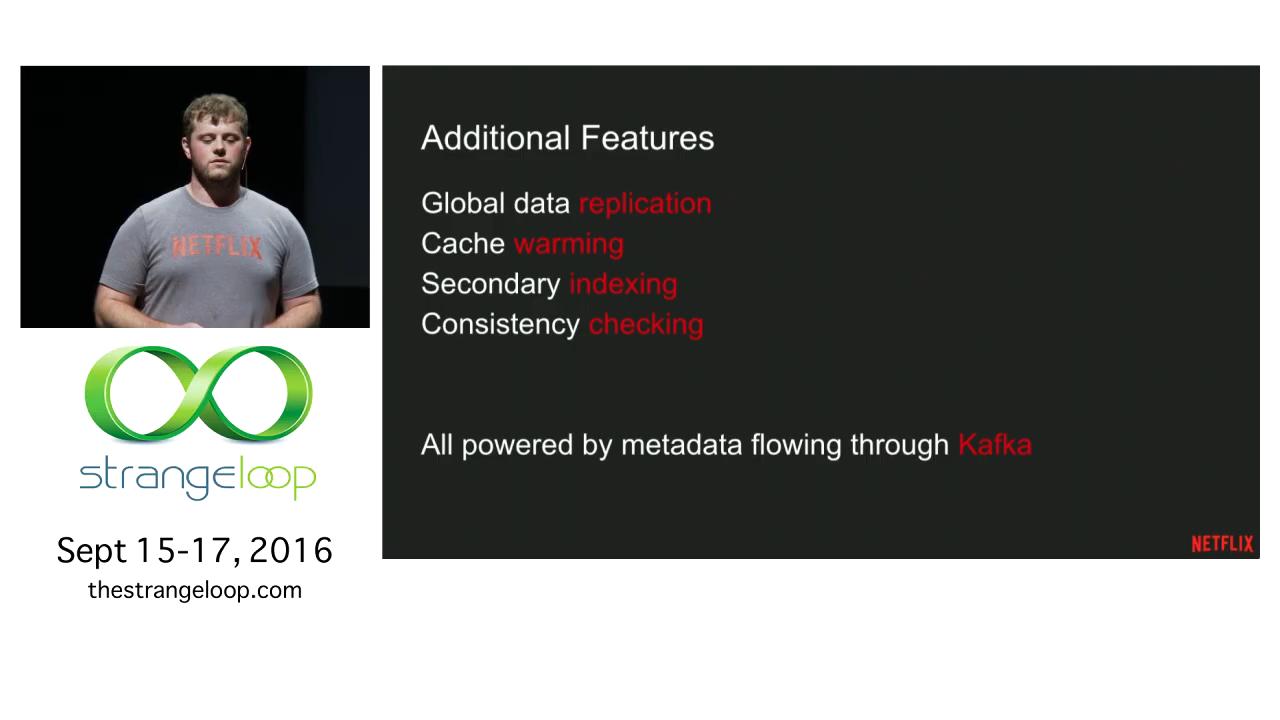 NETFLIX
strangeloop
Sept 15-17, 2016
thestrangeloop.com
Additional Features
Global data replication
Cache warming
Secondary indexing
Consistency checking
All powered by metadata flowing through Kafka
NETFLIX